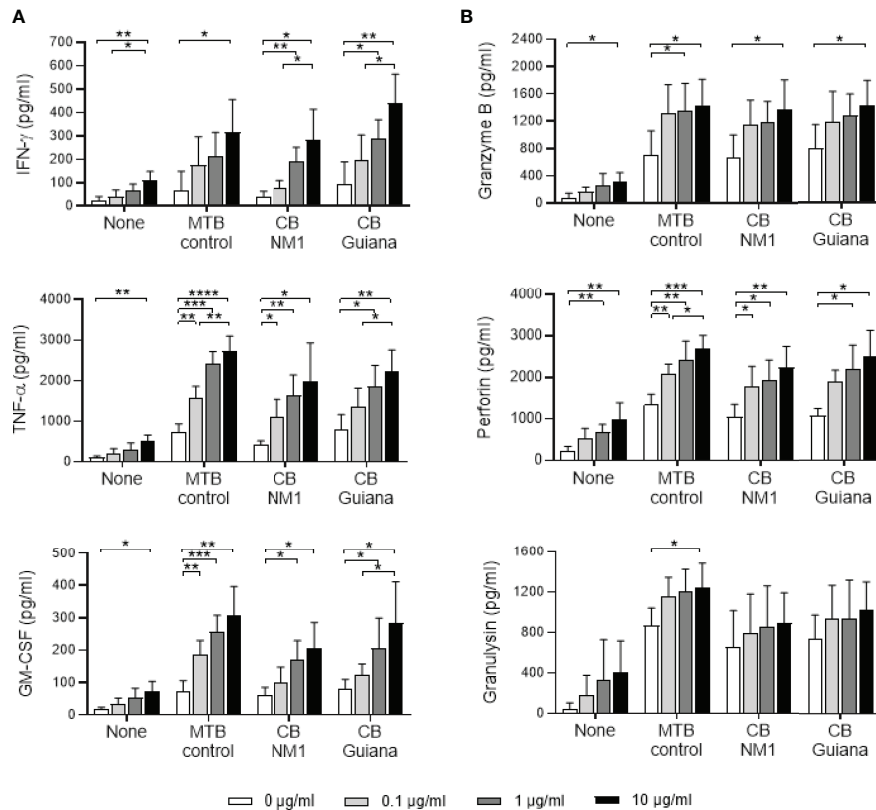 A
B
** * * * ** * * ** **
* ** *
* *
IFN-γ (pg/ml)
700
600
500
400
300
200
100
0
None MTB control CB NM1 CB Guiana
* * * *
*
Granzyme B (pg/ml)
2400
2000
1600
1200
800
400
0
None MTB control CB NM1 CB Guiana
** **** * **
*** ** *
** ** * *
TNF-α (pg/ml)
4000
3000
2000
1000
0
None MTB control CB NM1 CB Guiana
** *** ** *
** ** * *
** * *
Perforin (pg/ml)
4000
3000
2000
1000
0
None MTB control CB NM1 CB Guiana
* ** * *
*** * *
** *
GM-CSF (pg/ml)
500
400
300
200
100
0
None MTB control CB NM1 CB Guiana
*
Granulysin (pg/ml)
1600
1200
800
400
0
None MTB control CB NM1 CB Guiana
0 µg/ml 0.1 µg/ml 1 µg/ml 10 µg/ml